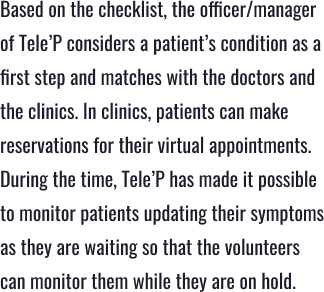 Based on the checklist, the officer/manager
of Tele’P considers a patient’s condition as a
first step and matches with the doctors and
the clinics. In clinics, patients can make
reservations for their virtual appointments.
During the time, Tele’P has made it possible
to monitor patients updating their symptoms
as they are waiting so that the volunteers
can monitor them while they are on hold.